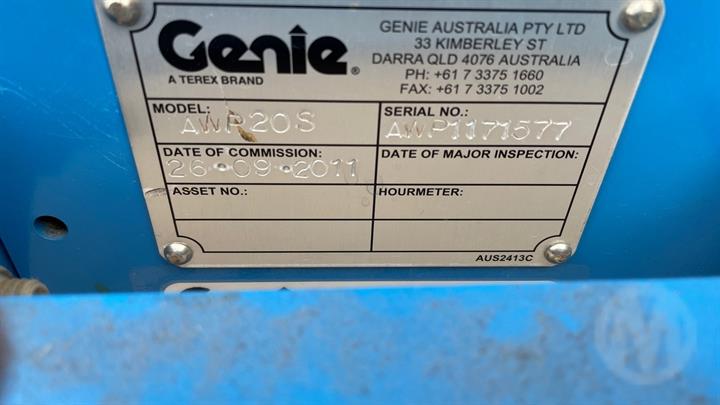 Genie
A TEREX BRAND
GENIE AUSTRALIA PTY LTD
33 KIMBERLEY ST
DARRA QLD 4076 AUSTRALIA
PH: +61 7 3375 1660
FAX: +61 7 3375 1002
MODEL:
AWP20S
SERIAL NO.:
AWP1171577
DATE OF COMMISSION:
26-09-2011
DATE OF MAJOR INSPECTION:
ASSET NO.:
HOURMETER:
AUS2413C
M